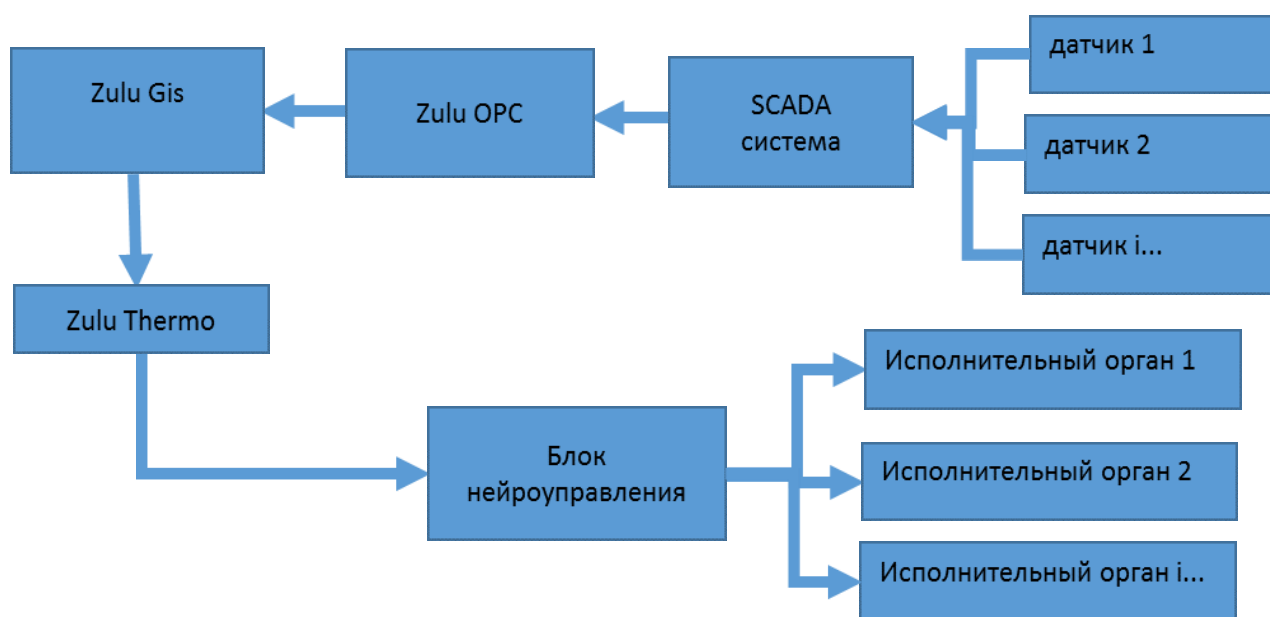 Zulu Gis
Zulu OPC
SCADA
система
датчик 1
датчик 2
датчик i...
Zulu Thermo
Блок
нейроуправления
Исполнительный орган 1
Исполнительный орган 2
Исполнительный орган i...